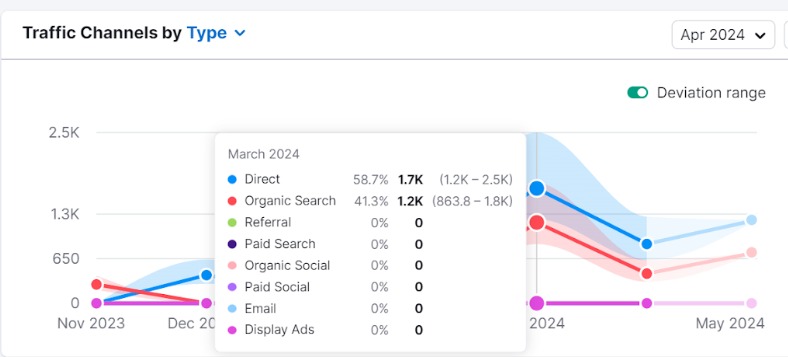 Traffic Channels by Type
Apr 2024
Deviation range
2.5K
March 2024
Direct 58.7% 1.7K (1.2K – 2.5K)
Organic Search 41.3% 1.2K (863.8 – 1.8K)
1.3K
Referral 0% 0
Paid Search 0% 0
650
Organic Social 0% 0
Paid Social 0% 0
0
Email 0% 0
Nov 2023 Dec 20 2024 May 2024
Display Ads 0% 0